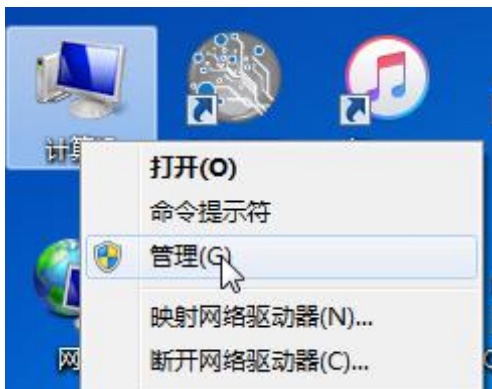 计算
打开(O)
命令提示符
管理(G)
映射网络驱动器(N)...
网
断开网络驱动器(C)...